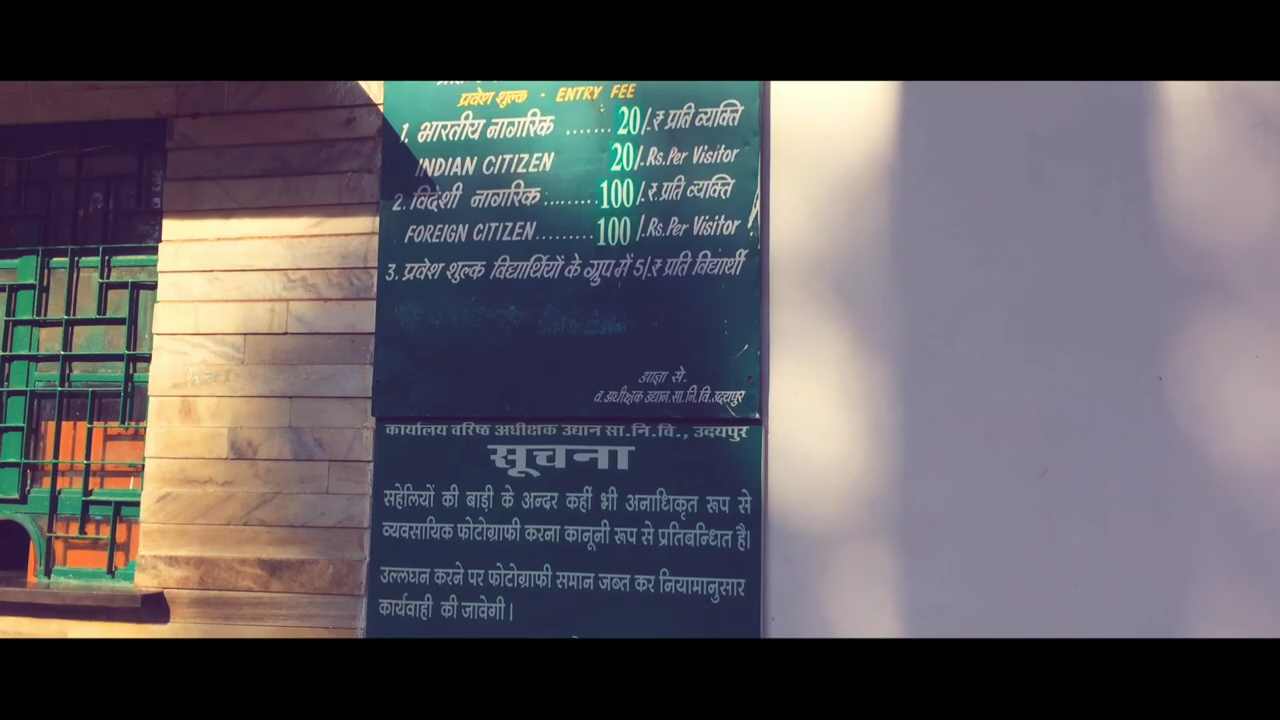 प्रवेश शुल्क - ENTRY FEE
1. भारतीय नागरिक ....... 20/.₹ प्रति व्यक्ति
INDIAN CITIZEN 20/.Rs.Per Visitor
2. विदेशी नागरिक ......... 100/.₹.प्रति व्यक्ति
FOREIGN CITIZEN......... 100/.Rs.Per Visitor
3. प्रवेश शुल्क विद्यार्थियों के ग्रुप में 5/.₹ प्रति विद्यार्थी
आज्ञा से.
व.अधीक्षक उद्यान.सा.नि.वि.उदयपुर
कार्यालय वरिष्ठ अधीक्षक उद्यान सा.नि.वि., उदयपुर
सूचना
सहेलियों की बाड़ी के अन्दर कहीं भी अनाधिकृत रूप से
व्यवसायिक फोटोग्राफी करना कानूनी रूप से प्रतिबन्धित है।
उल्लघन करने पर फोटोग्राफी समान जब्त कर नियामानुसार
कार्यवाही की जावेगी।